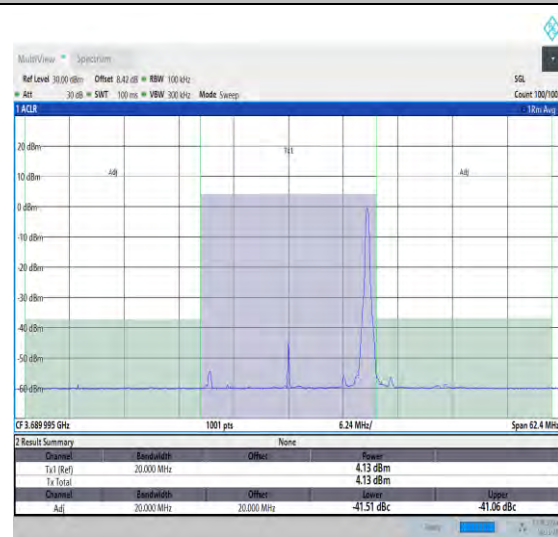 MultiView Spectrum
Ref Level 30.00 dBm Offset 8.42 dB RBW 100 kHz SGL
Att 30 dB SWT 100 ms VBW 300 kHz Mode Sweep Count 100/100
1 ACLR 1Rm Avg
20 dBm
Adj Tx1 Adj
10 dBm
0 dBm
-10 dBm
-20 dBm
-30 dBm
-40 dBm
-50 dBm
-60 dBm
CF 3.689 995 GHz 1001 pts 6.24 MHz/ Span 62.4 MHz
2 Result Summary None
Channel Bandwidth Offset Power
Tx1 (Ref) 20.000 MHz 4.13 dBm
Tx Total 4.13 dBm
Channel Bandwidth Offset Lower Upper
Adj 20.000 MHz 20.000 MHz -41.51 dBc -41.06 dBc